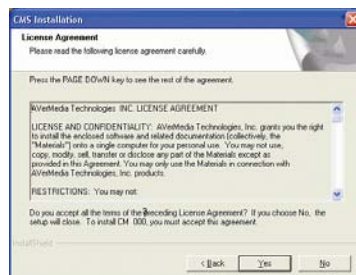 CMS Installation
License Agreement
Please read the following license agreement carefully.
Press the PAGE DOWN key to see the rest of the agreement.
AVerMedia Technologies INC. LICENSE AGREEMENT
LICENSE AND CONFIDENTIALITY: AVerMedia Technologies, Inc. grants you the right
to install the enclosed software and related documentation (collectively, the
"Materials") onto a single computer for your personal use. You may not use,
copy, modify, sell, transfer or disclose any part of the Materials except as
provided in this Agreement. You may only use the Materials in connection with
AVerMedia Technologies, Inc. products.
RESTRICTIONS: You may not:
Do you accept all the terms of the preceding License Agreement? If you choose No, the
setup will close. To install CM 000, you must accept this agreement.
InstallShield
< Back Yes No